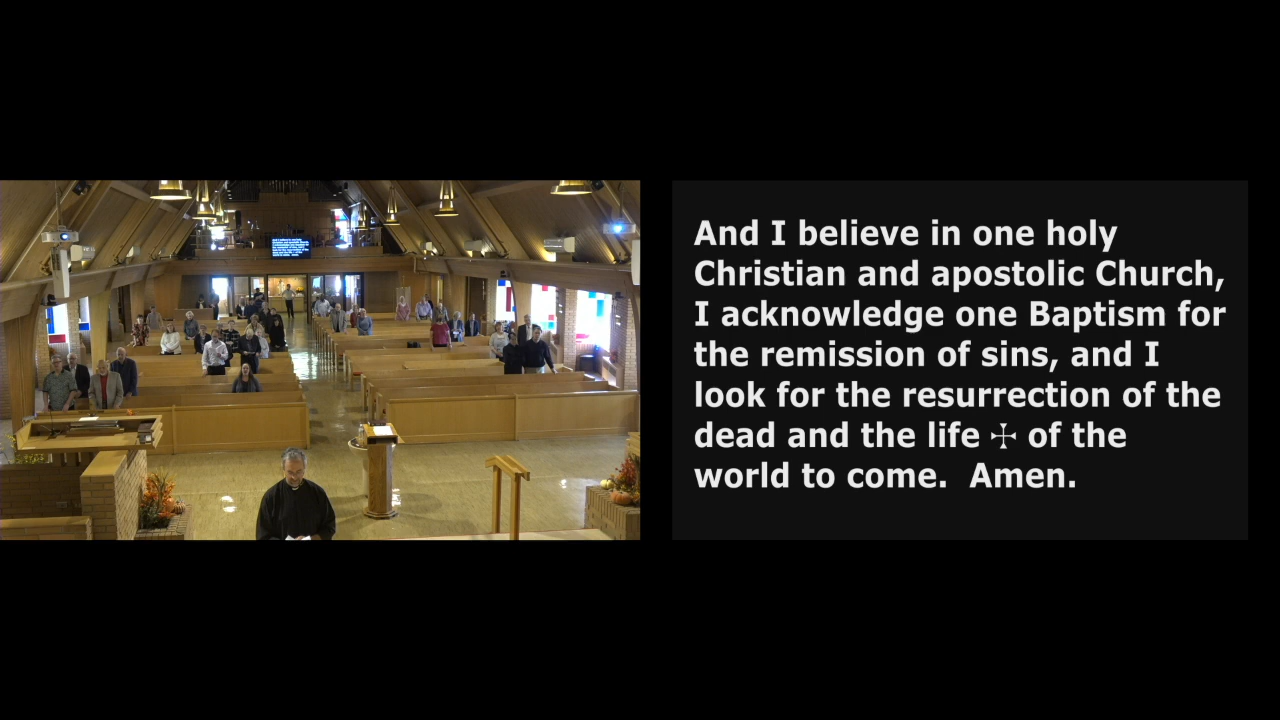 And I believe in one holy
Christian and apostolic Church,
I acknowledge one Baptism for
the remission of sins, and I
look for the resurrection of the
dead and the life ☩ of the
world to come.  Amen.